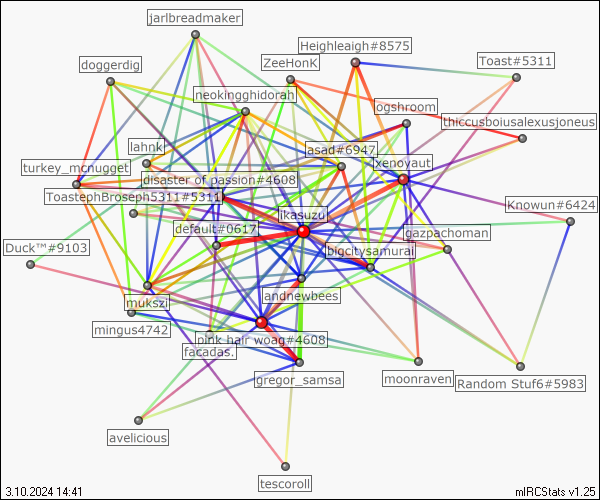 jarlbreadmaker
Heighleigh#8575
doggerdig
ZeeHonK
Toast#5311
neokingghidorah
ogshroom
thiccusboiusalexusjoneus
lahnk
asad#6947
turkey_mcnugget
xenovaut
disaster of passion#4608
ToastephBroseph5311#5311
Knowun#6424
ikasuzu
default#0617
gazpachoman
Duck™#9103
bigcitysamurai
mukszi
andnewbees
mingus4742
pink hair woag#4608
facadas.
gregor_samsa
moonraven
Random Stuf6#5983
avelicious
tescoroll
3.10.2024 14:41
mIRCStats v1.25